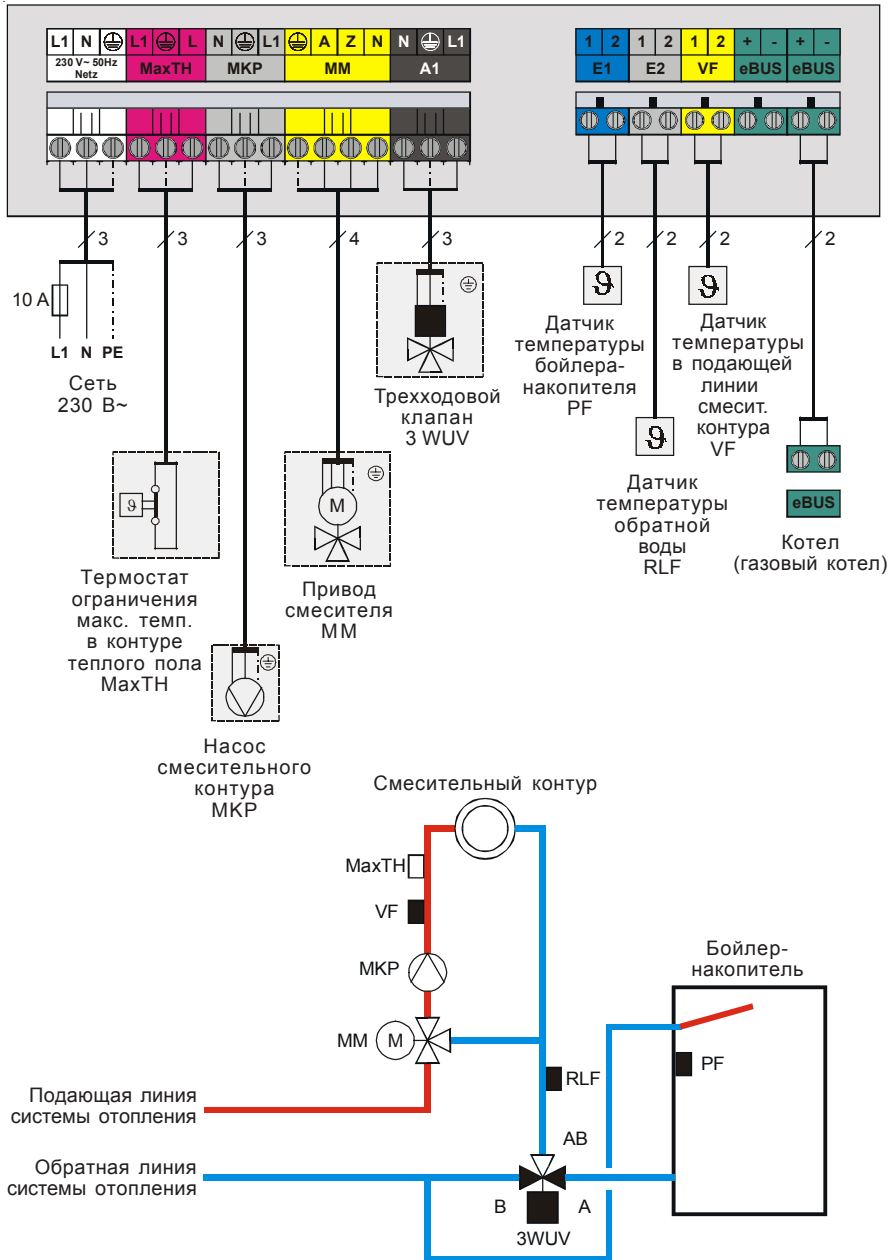 L1 N L1 L N L1 A Z N N L1
230 V~ 50Hz
Netz
MaxTH MKP MM A1
1 2 1 2 1 2 + - + -
E1 E2 VF eBUS eBUS
3 3 3 4 3 2 2 2 2
10 A
L1 N PE
Сеть
230 В~
ϑ
Термостат
ограничения
макс. темп.
в контуре
теплого пола
MaxTH
Насос
смесительного
контура
МКР
M
Привод
смесителя
ММ
Трехходовой
клапан
3 WUV
ϑ
Датчик
температуры
бойлера-
накопителя
PF
ϑ
Датчик
температуры
обратной
воды
RLF
ϑ
Датчик
температуры
в подающей
линии
смесит.
контура
VF
eBUS
Котел
(газовый котел)
Смесительный контур
MaxTH
VF
MKP
MM
M
Бойлер-
накопитель
PF
RLF
Подающая линия
системы отопления
AB
Обратная линия
системы отопления
B
A
3WUV